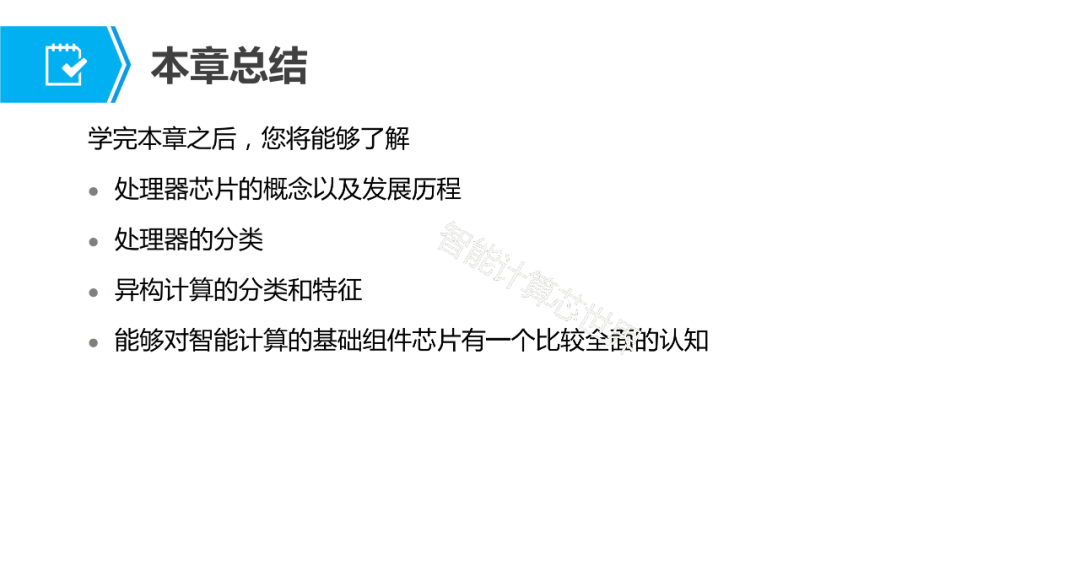 本章总结
学完本章之后，您将能够了解
处理器芯片的概念以及发展历程
处理器的分类
智能计算芯世界
异构计算的分类和特征
能够对智能计算的基础组件芯片有一个比较全面的认知